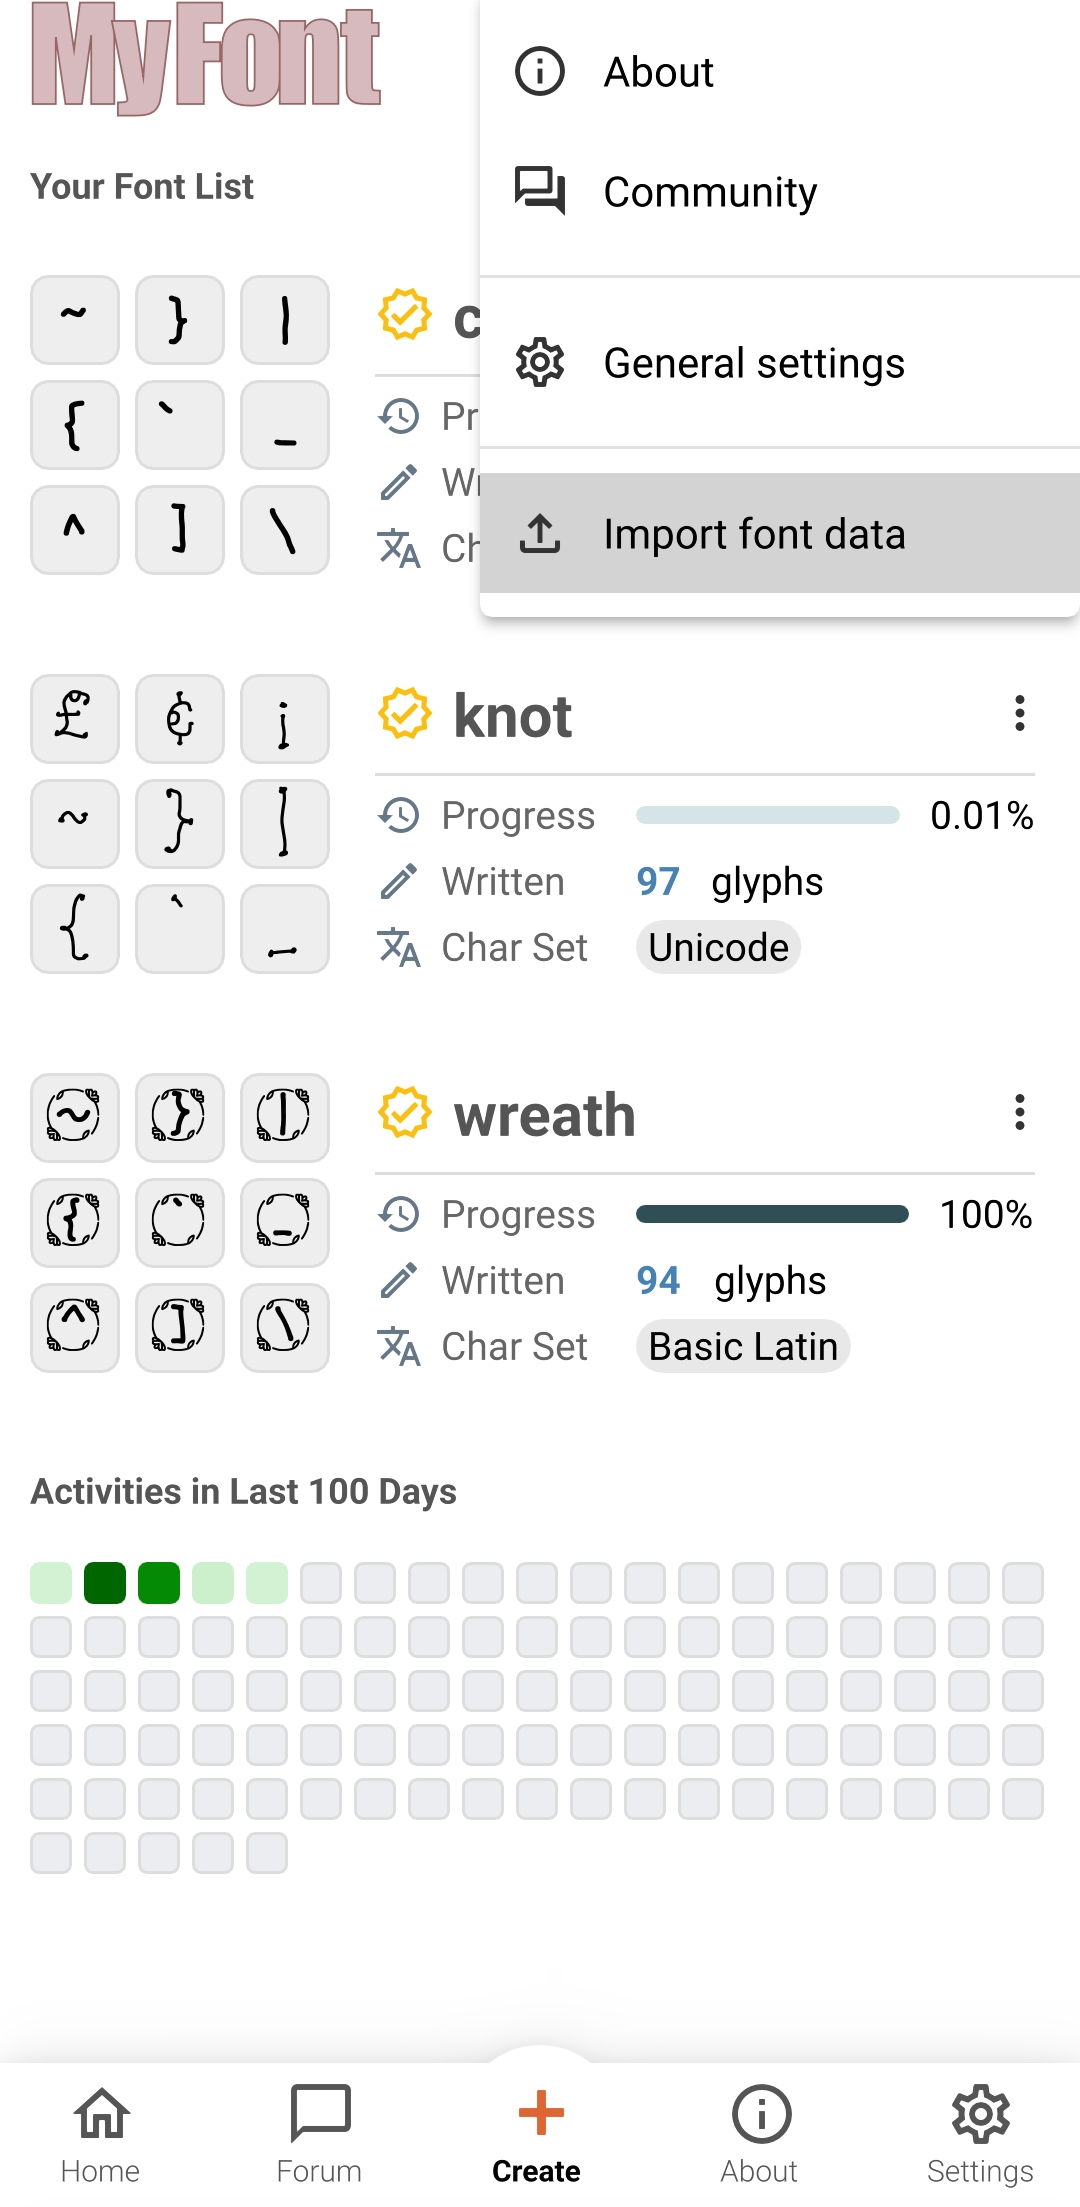 MyFont
About
Community
Your Font List
General settings
Import font data
~ } |
{ ` _
^ ] \
c
Pr
W
Ch
£ ¢ ¡
~ } |
{ ` _
knot
Progress 0.01%
Written 97 glyphs
Char Set Unicode
~ } |
{ ` _
^ ] \
wreath
Progress 100%
Written 94 glyphs
Char Set Basic Latin
Activities in Last 100 Days
Home Forum Create About Settings